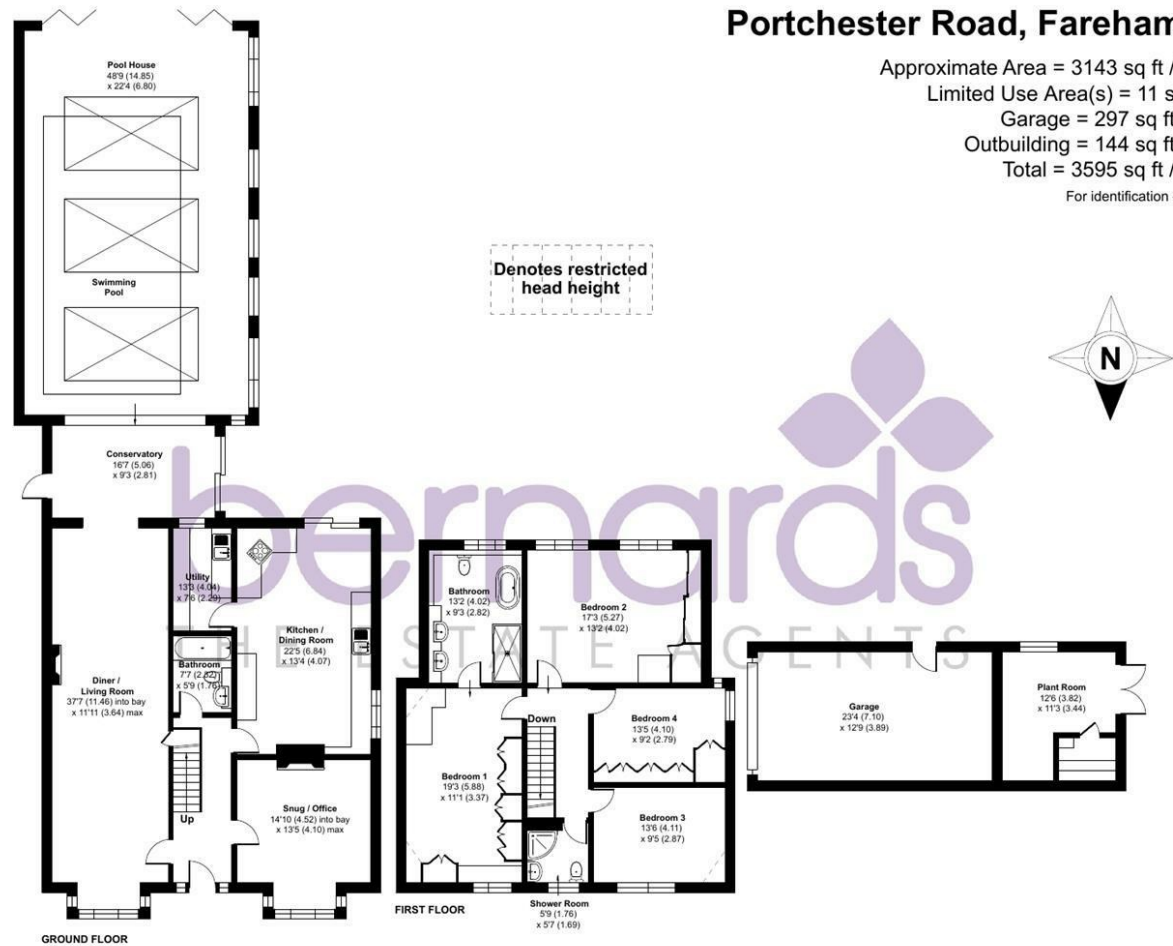 Portchester Road, Fareham
Approximate Area = 3143 sq ft /
Limited Use Area(s) = 11 s
Garage = 297 sq ft
Outbuilding = 144 sq ft
Total = 3595 sq ft /
For identification
Pool House
48'9 (14.85)
x 22'4 (6.80)
Swimming
Pool
Denotes restricted
head height
N
Conservatory
16'7 (5.06)
x 9'3 (2.81)
bernards
THE ESTATE AGENTS
Utility
13'3 (4.04)
x 7'6 (2.29)
Kitchen /
Dining Room
22'5 (6.84)
x 13'4 (4.07)
Bathroom
7'7 (2.32)
x 5'9 (1.76)
Diner /
Living Room
37'7 (11.46) into bay
x 11'11 (3.64) max
Up
Snug / Office
14'10 (4.52) into bay
x 13'5 (4.10) max
GROUND FLOOR
Bathroom
13'2 (4.02)
x 9'3 (2.82)
Bedroom 2
17'3 (5.27)
x 13'2 (4.02)
Down
Bedroom 4
13'5 (4.10)
x 9'2 (2.79)
Bedroom 1
19'3 (5.88)
x 11'1 (3.37)
Bedroom 3
13'6 (4.11)
x 9'5 (2.87)
Shower Room
5'9 (1.76)
x 5'7 (1.69)
FIRST FLOOR
Garage
23'4 (7.10)
x 12'9 (3.89)
Plant Room
12'6 (3.82)
x 11'3 (3.44)